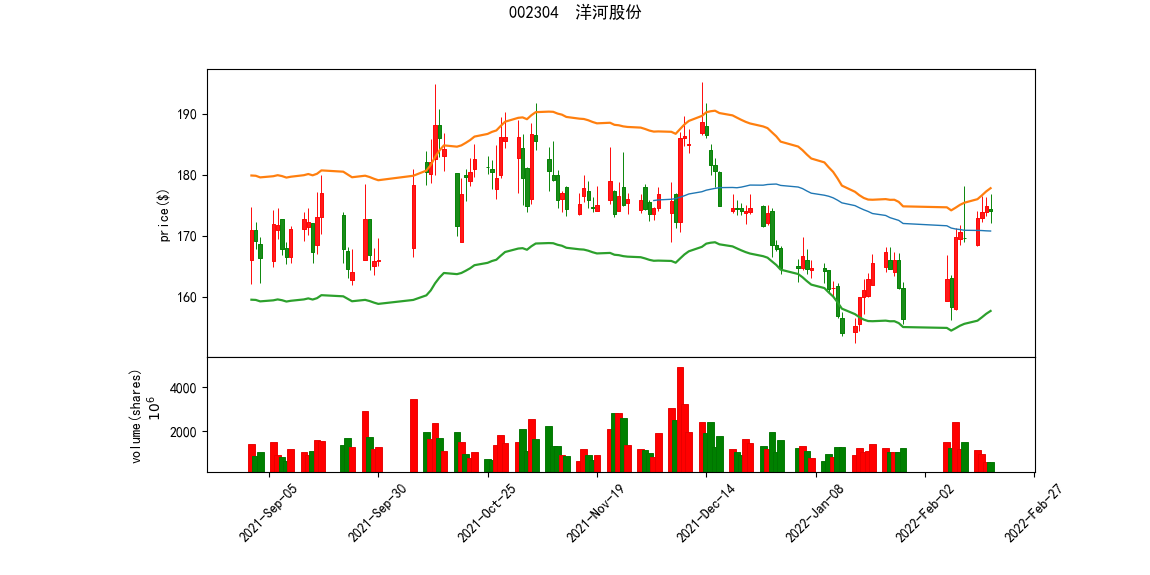 002304 洋河股份
price($)
190
180
170
160
volume(shares)
10^6
4000
2000
2021-Sep-05
2021-Sep-30
2021-Oct-25
2021-Nov-19
2021-Dec-14
2022-Jan-08
2022-Feb-02
2022-Feb-27